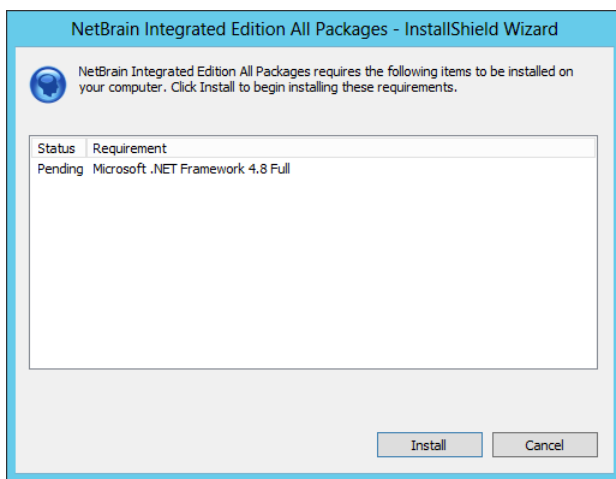 NetBrain Integrated Edition All Packages - InstallShield Wizard
NetBrain Integrated Edition All Packages requires the following items to be installed on
your computer. Click Install to begin installing these requirements.
Status Requirement
Pending Microsoft .NET Framework 4.8 Full
Install Cancel